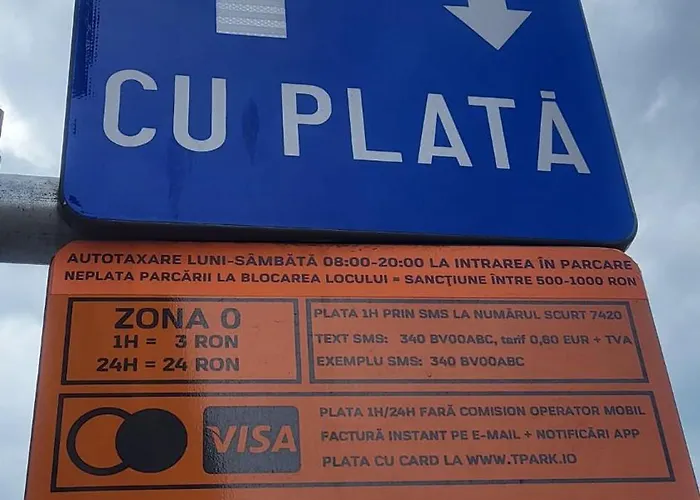 CU PLATĂ
AUTOTAXARE LUNI-SÂMBĂTĂ 08:00-20:00 LA INTRAREA ÎN PARCARE
NEPLATA PARCĂRII LA BLOCAREA LOCULUI = SANCŢIUNE ÎNTRE 500-1000 RON
ZONA 0
1H = 3 RON
24H = 24 RON
PLATA 1H PRIN SMS LA NUMĂRUL SCURT 7420
TEXT SMS: 340 BV00ABC, tarif 0,60 EUR + TVA
EXEMPLU SMS: 340 BV00ABC
VISA
PLATA 1H/24H FARĂ COMISION OPERATOR MOBIL
FACTURĂ INSTANT PE E-MAIL + NOTIFICĂRI APP
PLATA CU CARD LA WWW.TPARK.IO